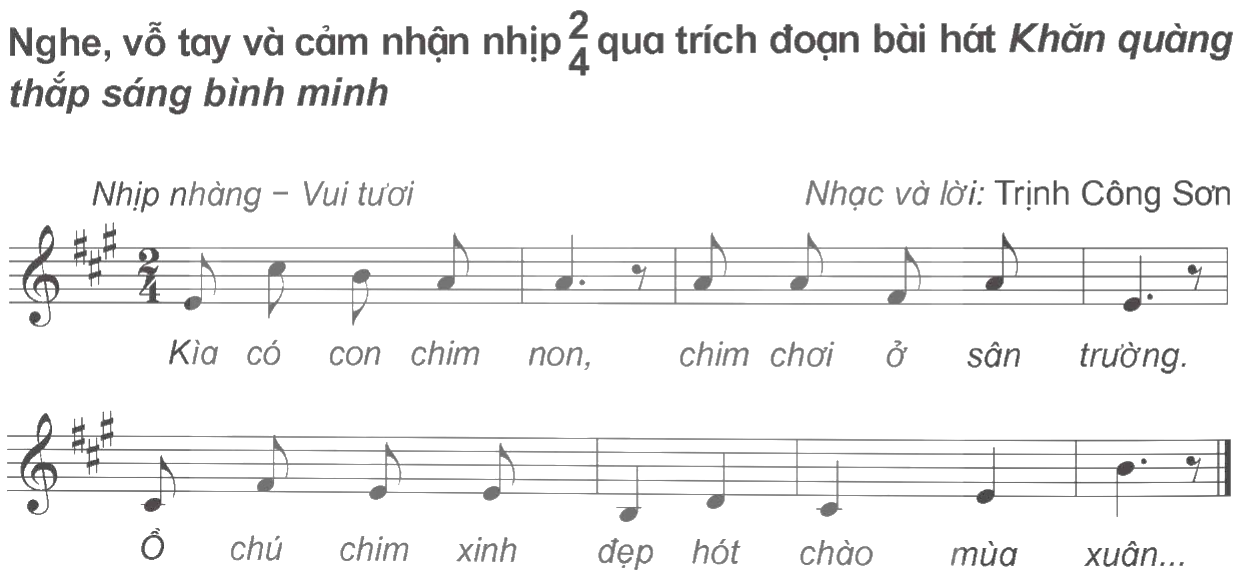 Nghe, vỗ tay và cảm nhận nhịp 2/4 qua trích đoạn bài hát Khăn quàng
thắp sáng bình minh
Nhịp nhàng – Vui tươi Nhạc và lời: Trịnh Công Sơn
2
4
Kìa có con chim non, chim chơi ở sân trường.
Ồ chú chim xinh đẹp hót chào mùa xuân...